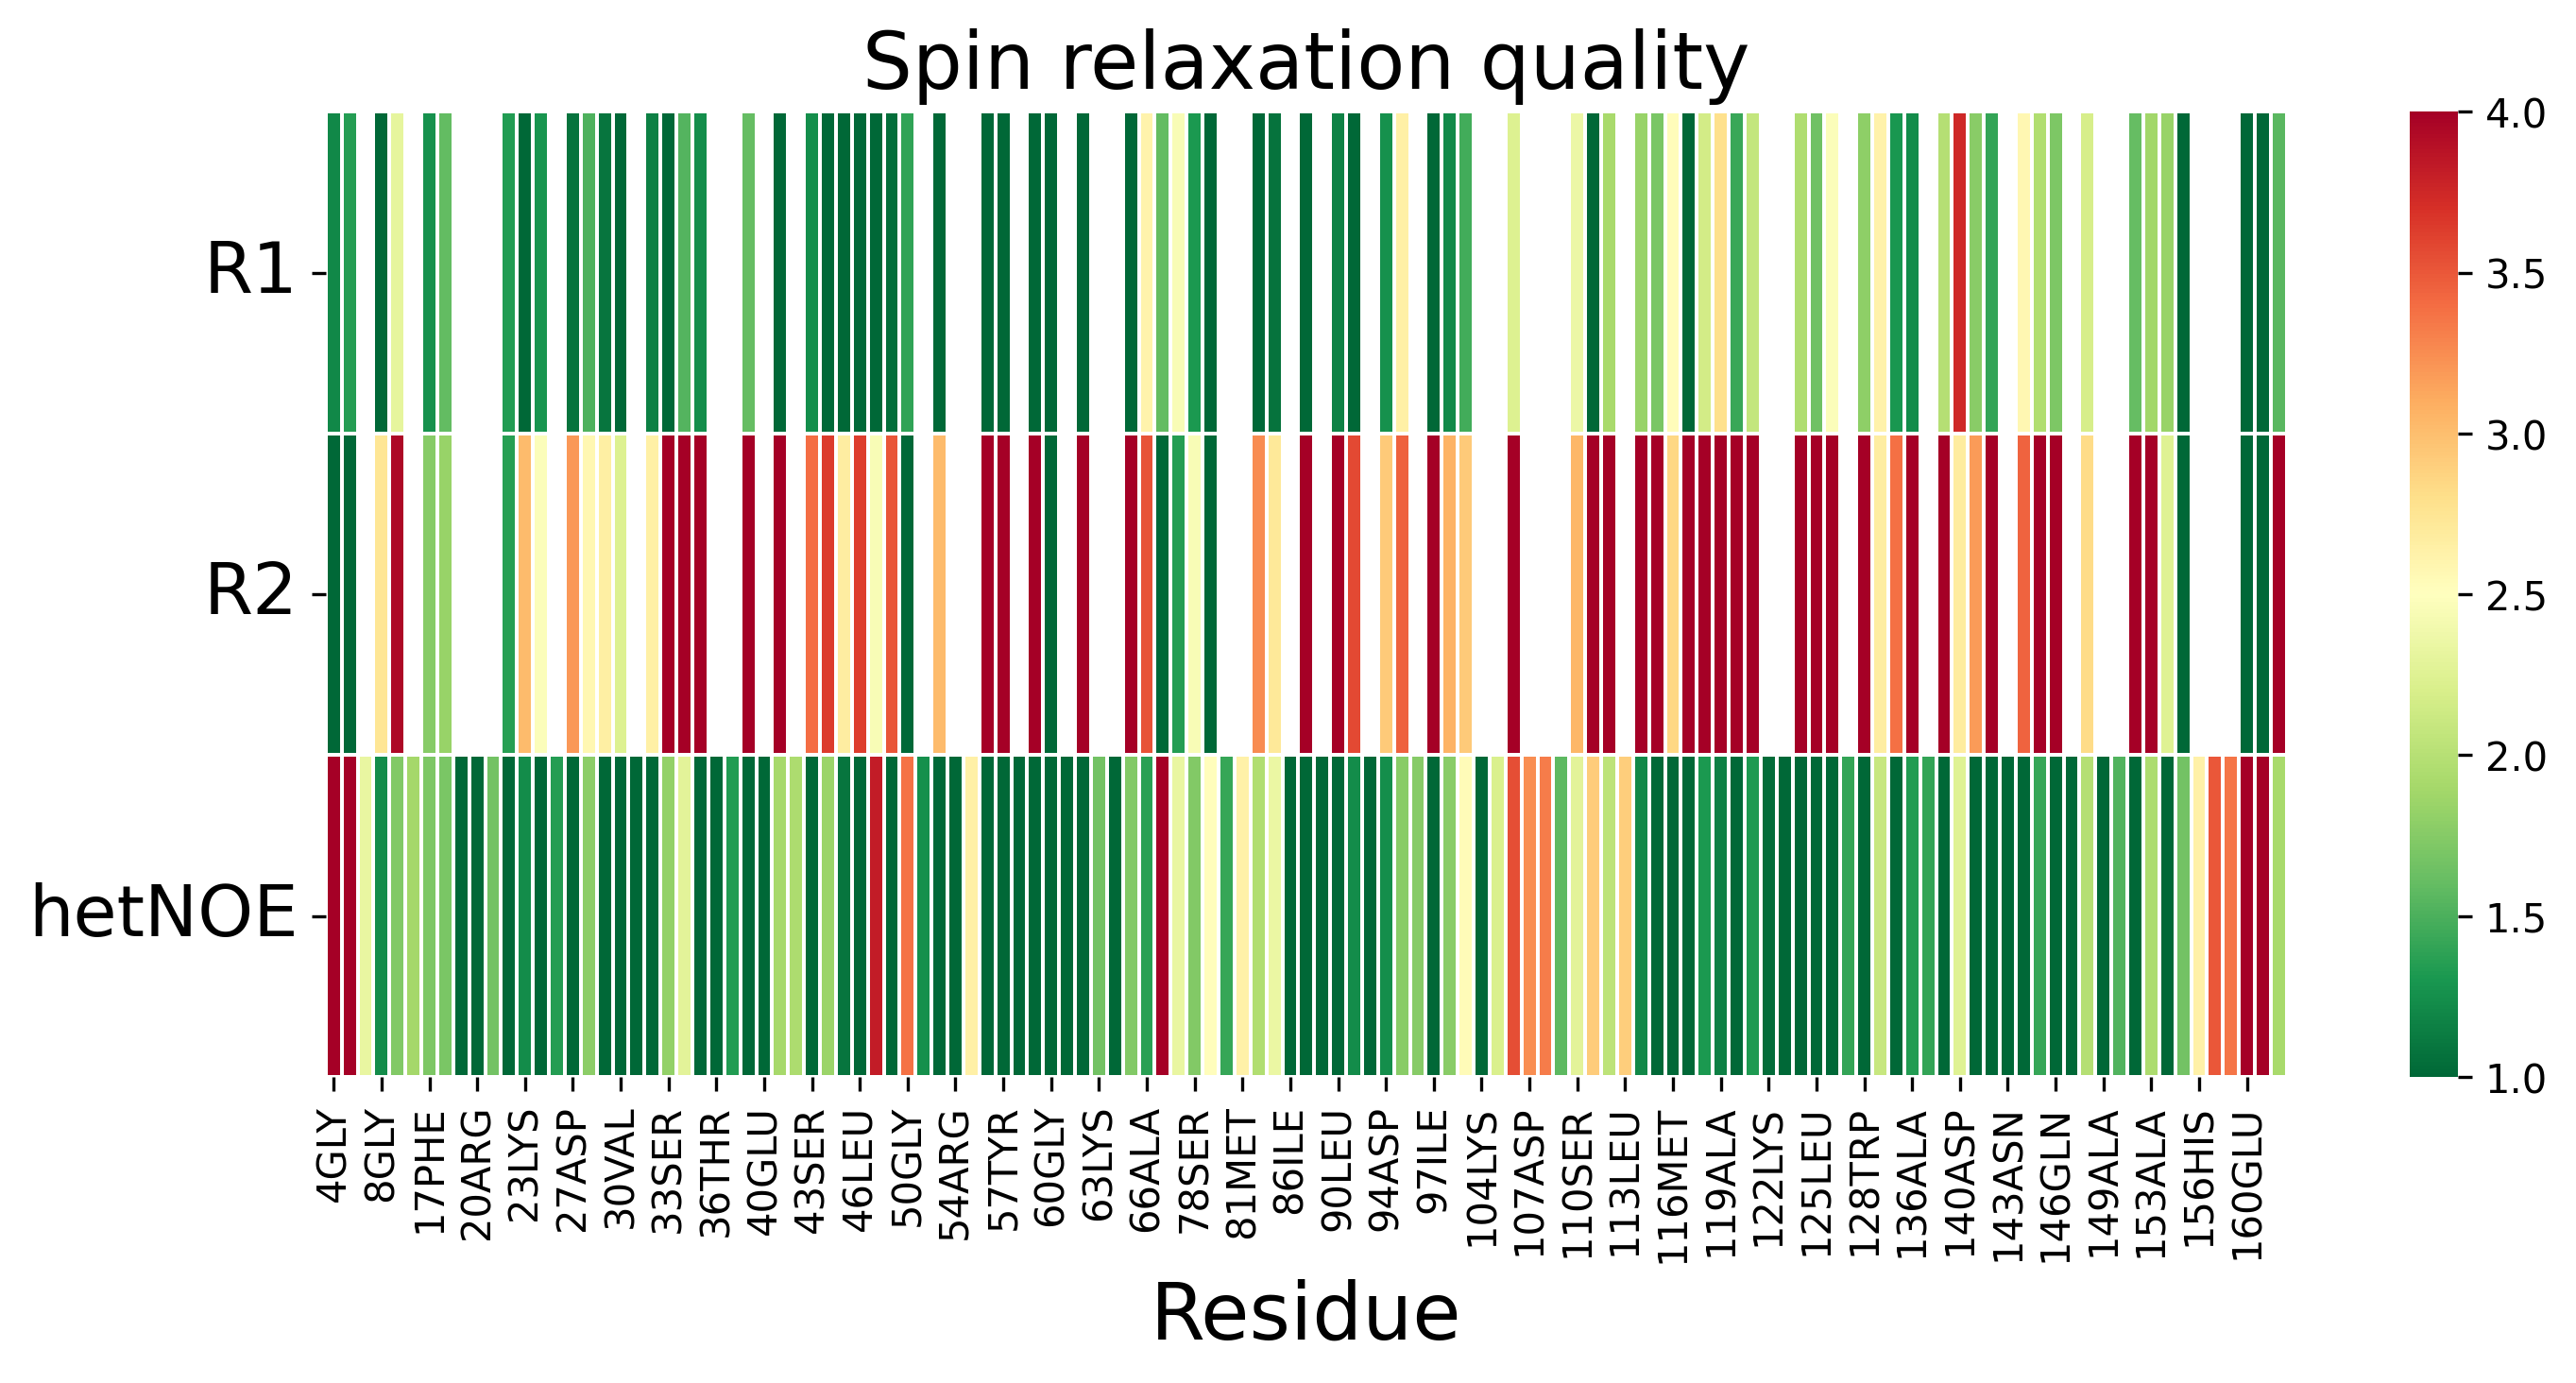 Spin relaxation quality
R1
R2
hetNOE
4.0
3.5
3.0
2.5
2.0
1.5
1.0
4GLY
8GLY
17PHE
20ARG
23LYS
27ASP
30VAL
33SER
36THR
40GLU
43SER
46LEU
50GLY
54ARG
57TYR
60GLY
63LYS
66ALA
78SER
81MET
86ILE
90LEU
94ASP
97ILE
104LYS
107ASP
110SER
113LEU
116MET
119ALA
122LYS
125LEU
128TRP
136ALA
140ASP
143ASN
146GLN
149ALA
153ALA
156HIS
160GLU
Residue